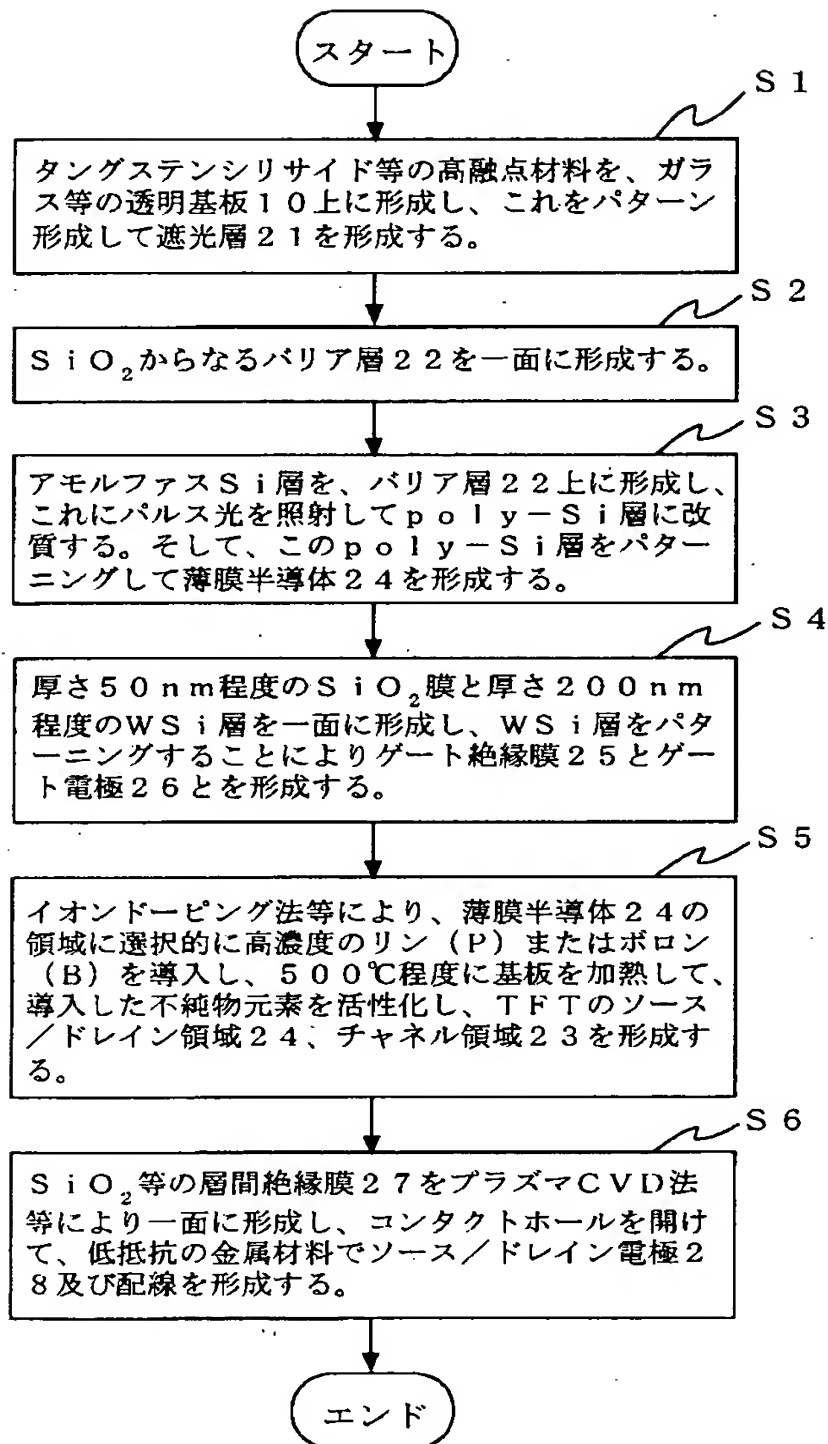 スタート
S1
タングステンシリサイド等の高融点材料を、ガラ
ス等の透明基板10上に形成し、これをパターン
形成して遮光層21を形成する。
S2
SiO₂からなるバリア層22を一面に形成する。
S3
アモルファスSi層を、バリア層22上に形成し、
これにパルス光を照射してpoly-Si層に改
質する。そして、このpoly-Si層をパター
ニングして薄膜半導体24を形成する。
S4
厚さ50nm程度のSiO₂膜と厚さ200nm
程度のWSi層を一面に形成し、WSi層をパタ
ーニングすることによりゲート絶縁膜25とゲー
ト電極26とを形成する。
S5
イオンドーピング法等により、薄膜半導体24の
領域に選択的に高濃度のリン(P)またはボロン
(B)を導入し、500℃程度に基板を加熱して、
導入した不純物元素を活性化し、TFTのソース
/ドレイン領域24、チャネル領域23を形成す
る。
S6
SiO₂等の層間絶縁膜27をプラズマCVD法
等により一面に形成し、コンタクトホールを開け
て、低抵抗の金属材料でソース/ドレイン電極2
8及び配線を形成する。
エンド